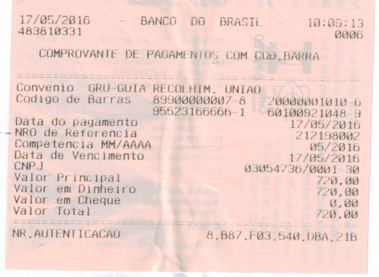 17/05/2016 - BANCO DO BRASIL - 10:09:13
483810331 0006
COMPROVANTE DE PAGAMENTOS COM COD.BARRA
Convenio GRU-GUIA RECOLHIM. UNIAO
Codigo de Barras 89900000007-8 20000001010-6
95523166666-1 60100921048-9
Data do pagamento 17/05/2016
NRO de Referencia 212198002
Competencia MM/AAAA 05/2016
Data de Vencimento 17/05/2016
CNPJ 03054736/0001-30
Valor Principal 720,00
Valor em Dinheiro 720,00
Valor em Cheque 0,00
Valor Total 720,00
NR.AUTENTICACAO 8.B87.F03.540.DBA.21B